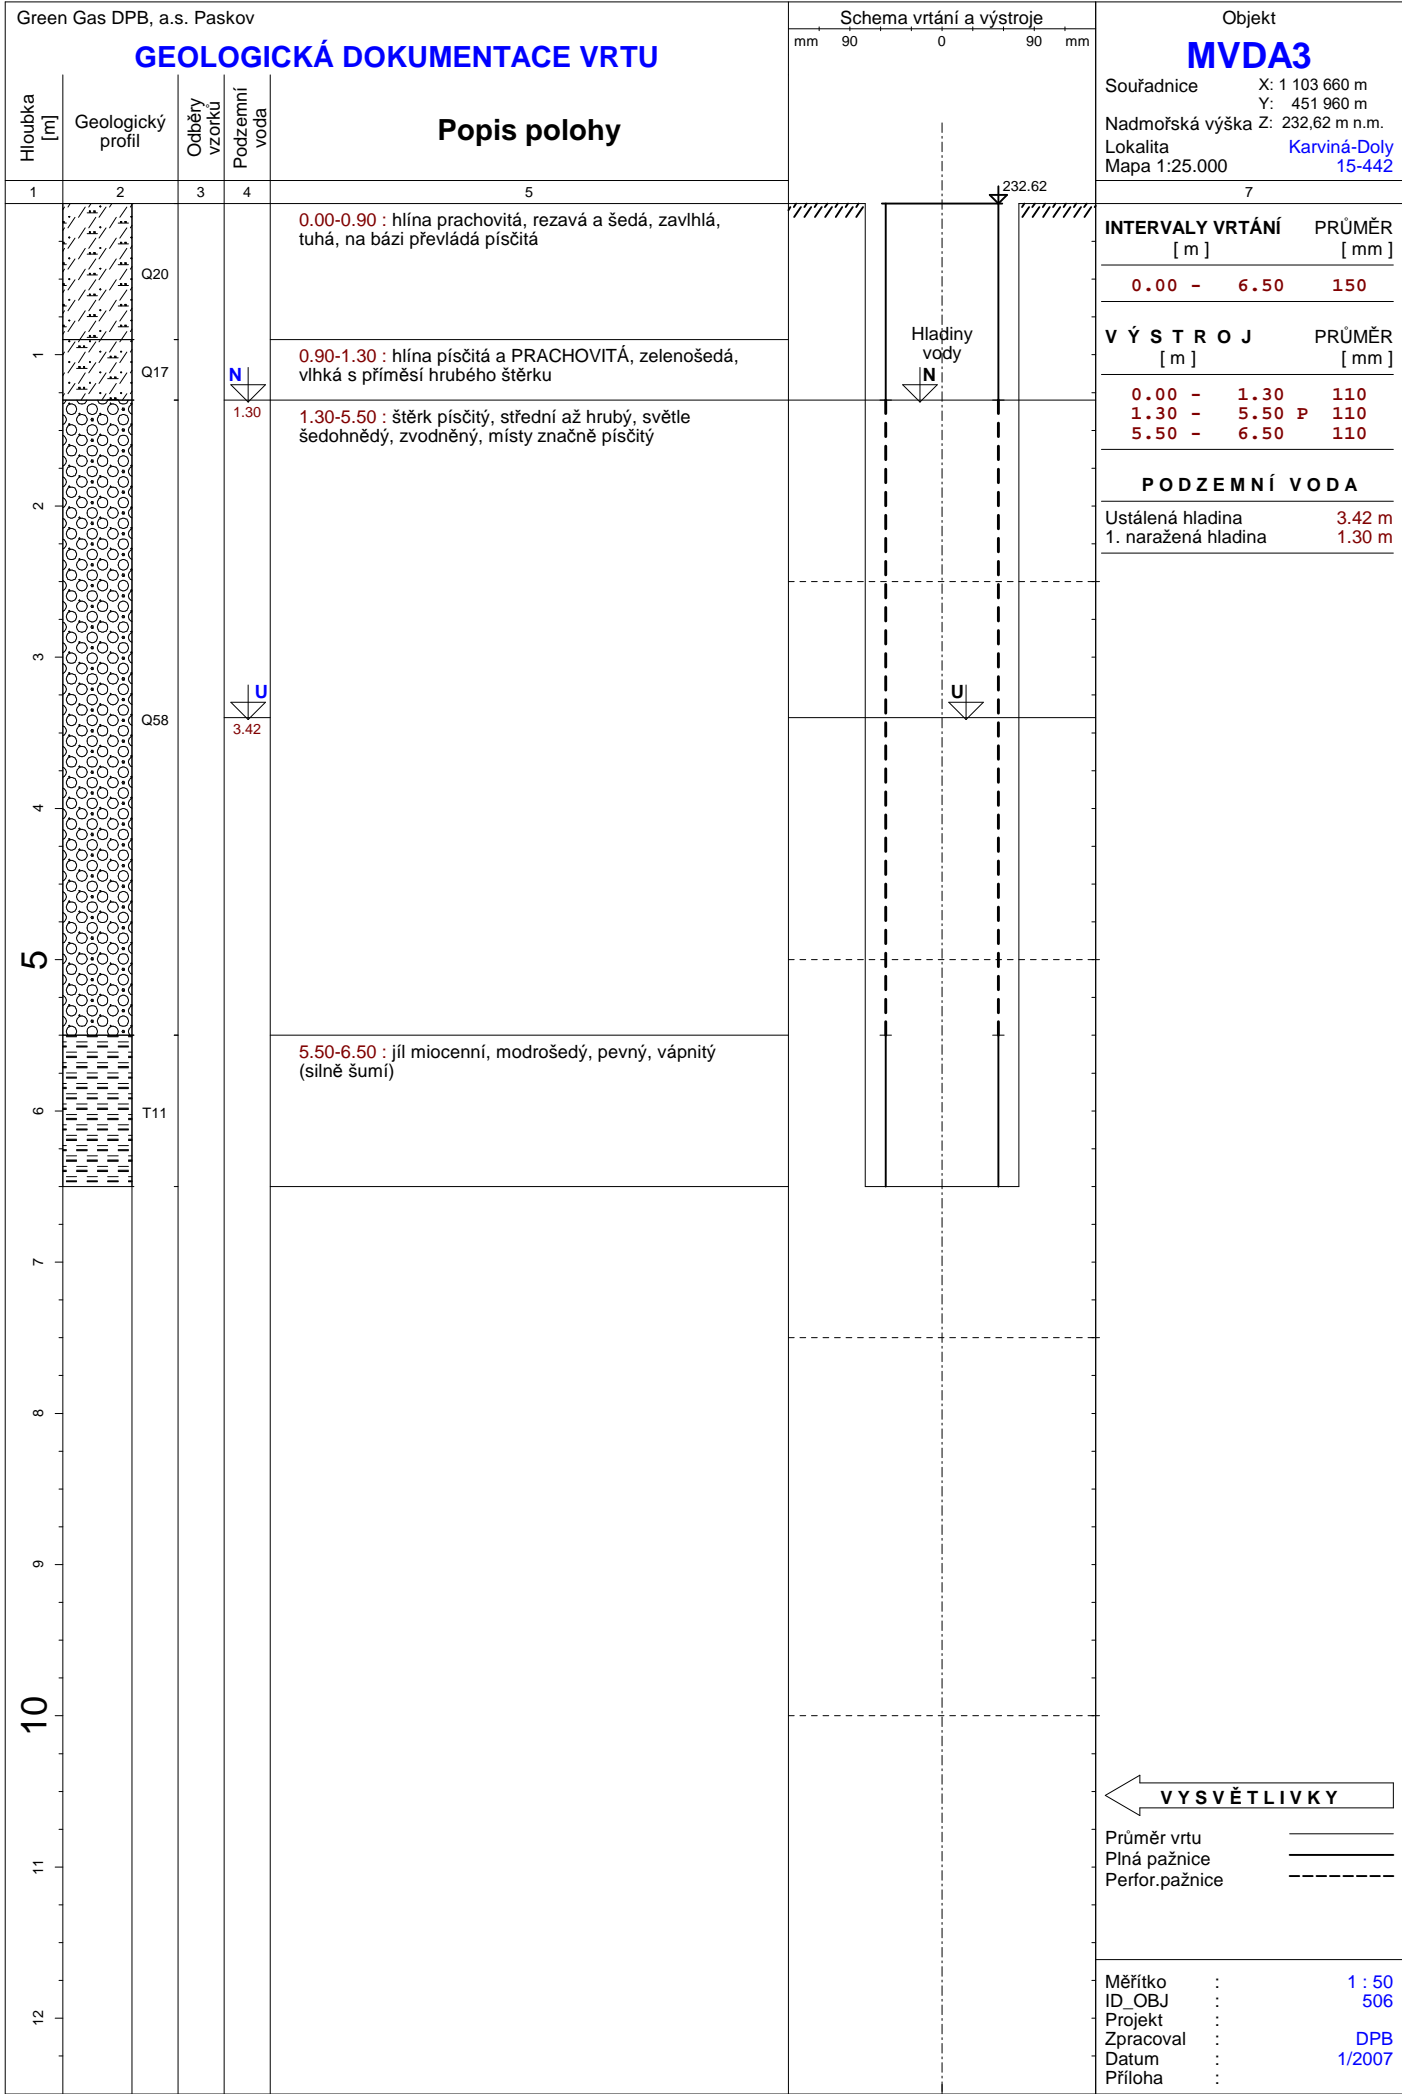 Green Gas DPB, a.s. Paskov
GEOLOGICKÁ DOKUMENTACE VRTU
Hloubka
[m]
Geologický
profil
Odběry
vzorků
Podzemní
voda
Popis polohy
Schema vrtání a výstroje
mm 90 0 90 mm
Objekt
MVDA3
Souřadnice X: 1 103 660 m
Y: 451 960 m
Nadmořská výška Z: 232,62 m n.m.
Lokalita Karviná-Doly
Mapa 1:25.000 15-442
1 2 3 4 5 7
232.62
0.00-0.90 : hlína prachovitá, rezavá a šedá, zavlhlá,
tuhá, na bázi převládá písčitá
Q20
0.90-1.30 : hlína písčitá a PRACHOVITÁ, zelenošedá,
vlhká s příměsí hrubého štěrku
Q17
N
1.30
1.30-5.50 : štěrk písčitý, střední až hrubý, světle
šedohnědý, zvodněný, místy značně písčitý
Q58
U
3.42
5.50-6.50 : jíl miocenní, modrošedý, pevný, vápnitý
(silně šumí)
T11
1
2
3
4
5
6
7
8
9
10
11
12
Hladiny
vody
N
U
INTERVALY VRTÁNÍ PRŮMĚR
[ m ] [ mm ]
0.00 - 6.50 150
V Ý S T R O J PRŮMĚR
[ m ] [ mm ]
0.00 - 1.30 110
1.30 - 5.50 P 110
5.50 - 6.50 110
P O D Z E M N Í V O D A
Ustálená hladina 3.42 m
1. naražená hladina 1.30 m
V Y S V Ě T L I V K Y
Průměr vrtu
Plná pažnice
Perfor.pažnice
Měřítko : 1 : 50
ID_OBJ : 506
Projekt :
Zpracoval : DPB
Datum : 1/2007
Příloha :